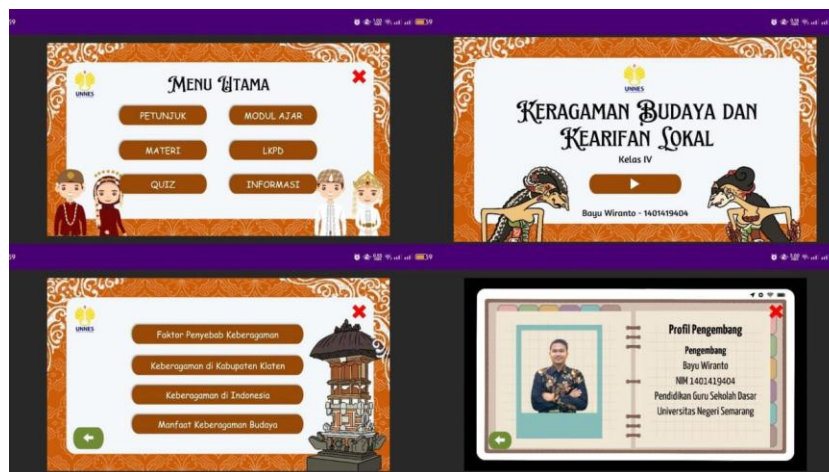 UNNES
MENU UTAMA
PETUNJUK
MODUL AJAR
MATERI
LKPD
QUIZ
INFORMASI
UNNES
KERAGAMAN BUDAYA DAN
KEARIFAN LOKAL
Kelas IV
Bayu Wiranto - 1401419404
UNNES
Faktor Penyebab Keberagaman
Keberagaman di Kabupaten Klaten
Keberagaman di Indonesia
Manfaat Keberagaman Budaya
Profil Pengembang
Pengembang
Bayu Wiranto
NIM 1401419404
Pendidikan Guru Sekolah Dasar
Universitas Negeri Semarang